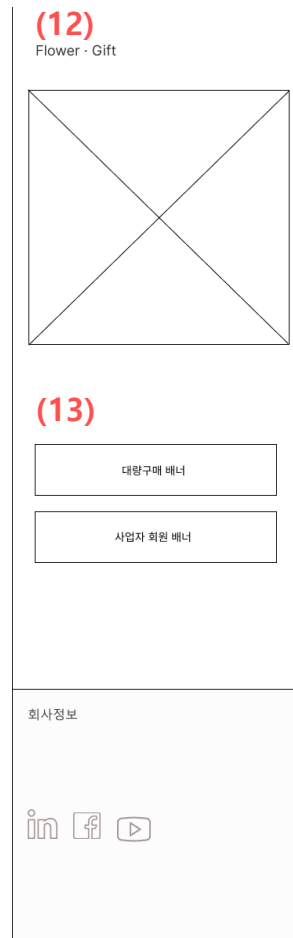 (12)
Flower · Gift
(13)
대량구매 배너
사업자 회원 배너
회사정보
in f